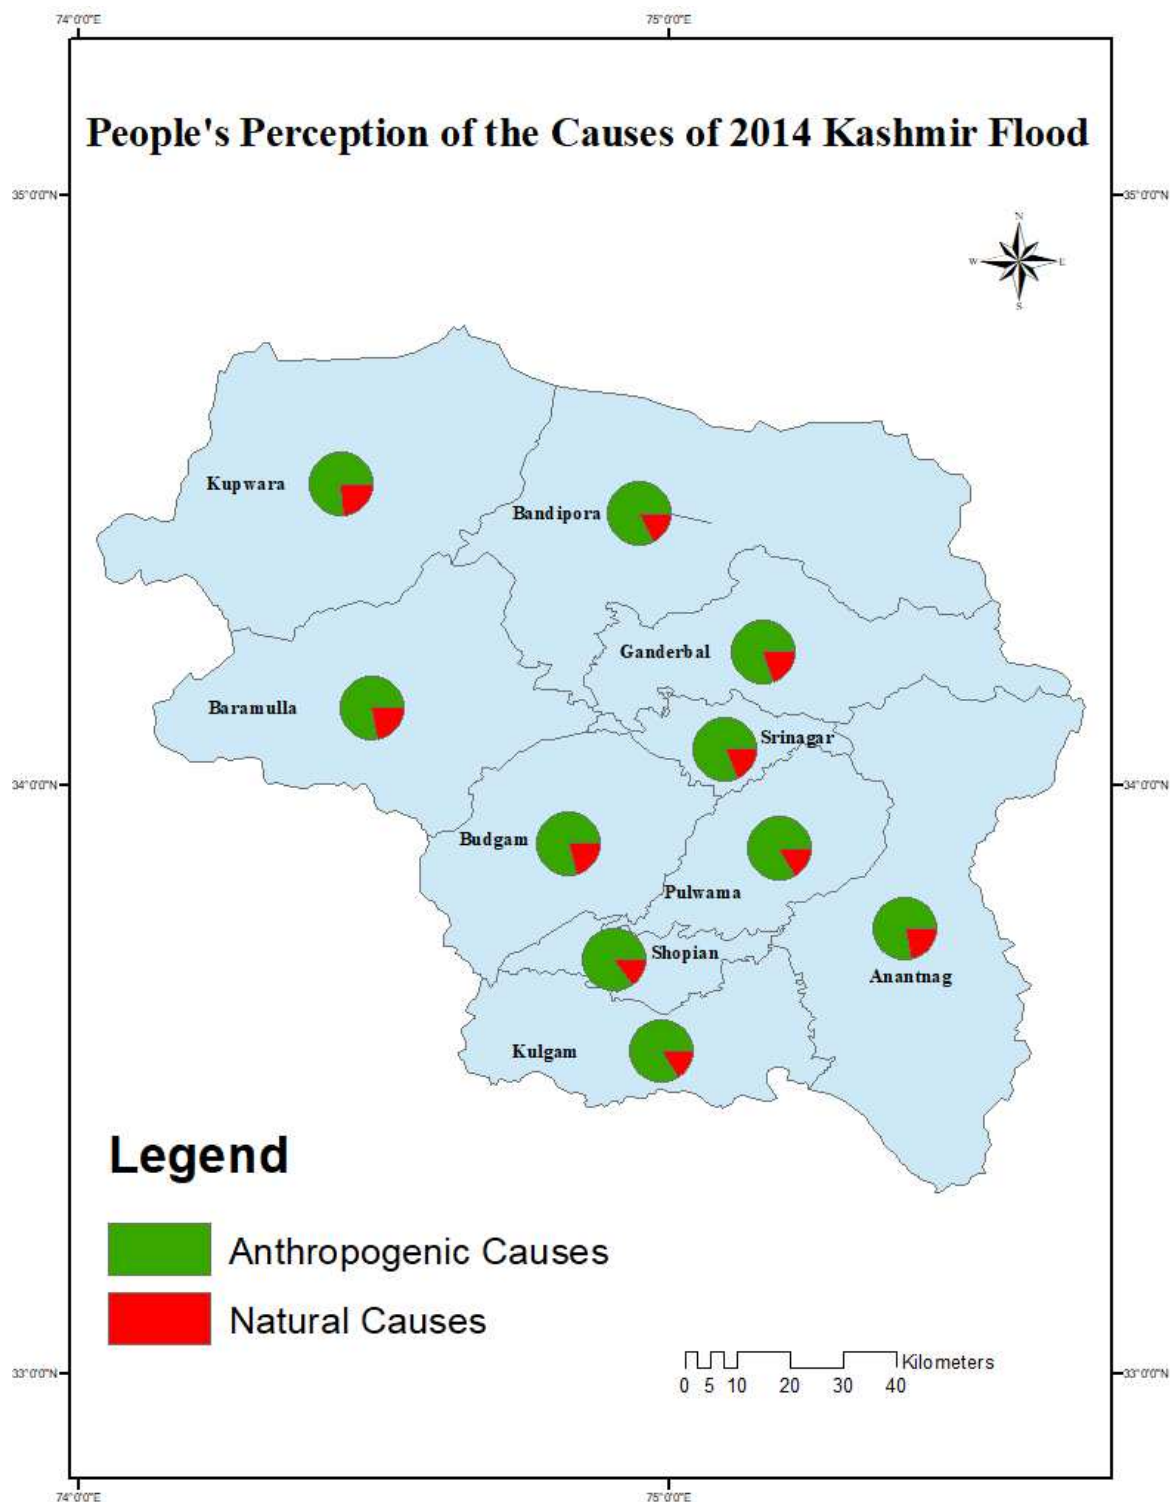 74°0'0"E 75°0'0"E
People's Perception of the Causes of 2014 Kashmir Flood
35°0'0"N 35°0'0"N
N
W E
S
Kupwara
Bandipora
Ganderbal
Baramulla
Srinagar
34°0'0"N 34°0'0"N
Budgam
Pulwama
Shopian
Anantnag
Kulgam
Legend
Anthropogenic Causes
Natural Causes
Kilometers
0 5 10 20 30 40
33°0'0"N 33°0'0"N
74°0'0"E 75°0'0"E